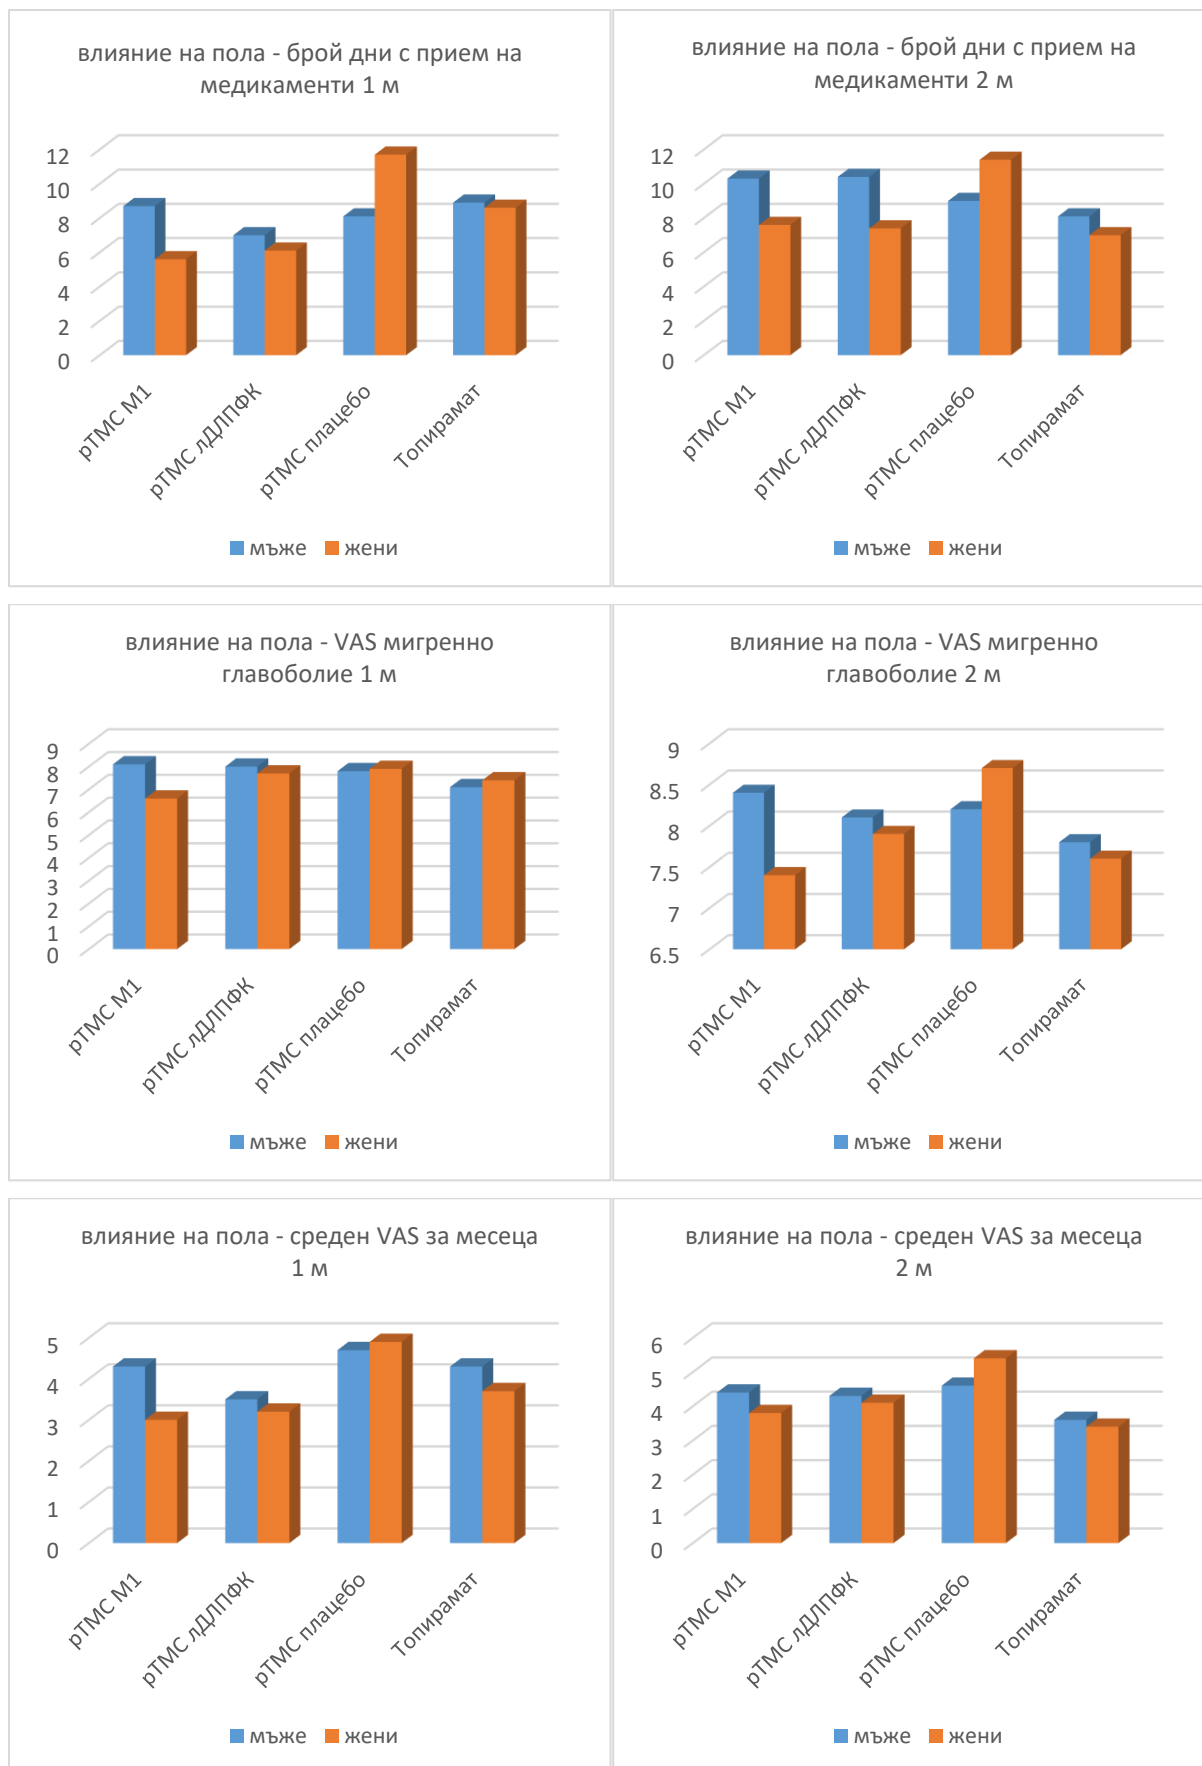 влияние на пола - брой дни с прием на
медикаменти 1 м
12
10
8
6
4
2
0
рТМС М1
рТМС лДЛПФК
рТМС плацебо
Топирамат
мъже жени
влияние на пола - брой дни с прием на
медикаменти 2 м
12
10
8
6
4
2
0
рТМС М1
рТМС лДЛПФК
рТМС плацебо
Топирамат
мъже жени
влияние на пола - VAS мигренно
главоболие 1 м
9
8
7
6
5
4
3
2
1
0
рТМС М1
рТМС лДЛПФК
рТМС плацебо
Топирамат
мъже жени
влияние на пола - VAS мигренно
главоболие 2 м
9
8.5
8
7.5
7
6.5
рТМС М1
рТМС лДЛПФК
рТМС плацебо
Топирамат
мъже жени
влияние на пола - среден VAS за месеца
1 м
5
4
3
2
1
0
рТМС М1
рТМС лДЛПФК
рТМС плацебо
Топирамат
мъже жени
влияние на пола - среден VAS за месеца
2 м
6
5
4
3
2
1
0
рТМС М1
рТМС лДЛПФК
рТМС плацебо
Топирамат
мъже жени